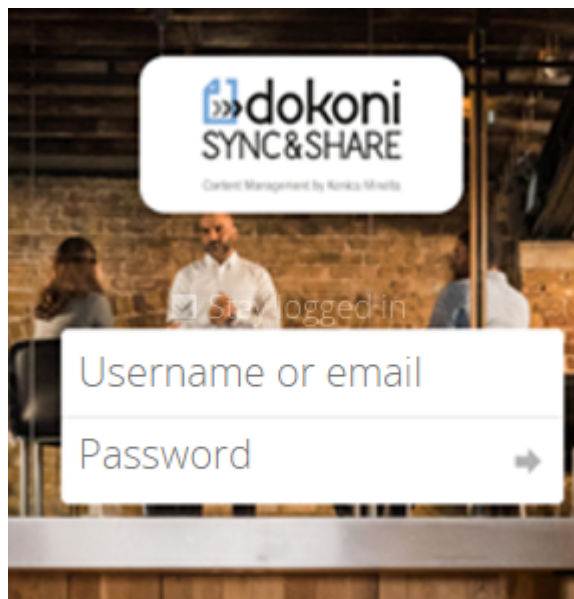 dokoni
SYNC&SHARE
Content Management by Konica Minolta
Stay logged in
Username or email
Password